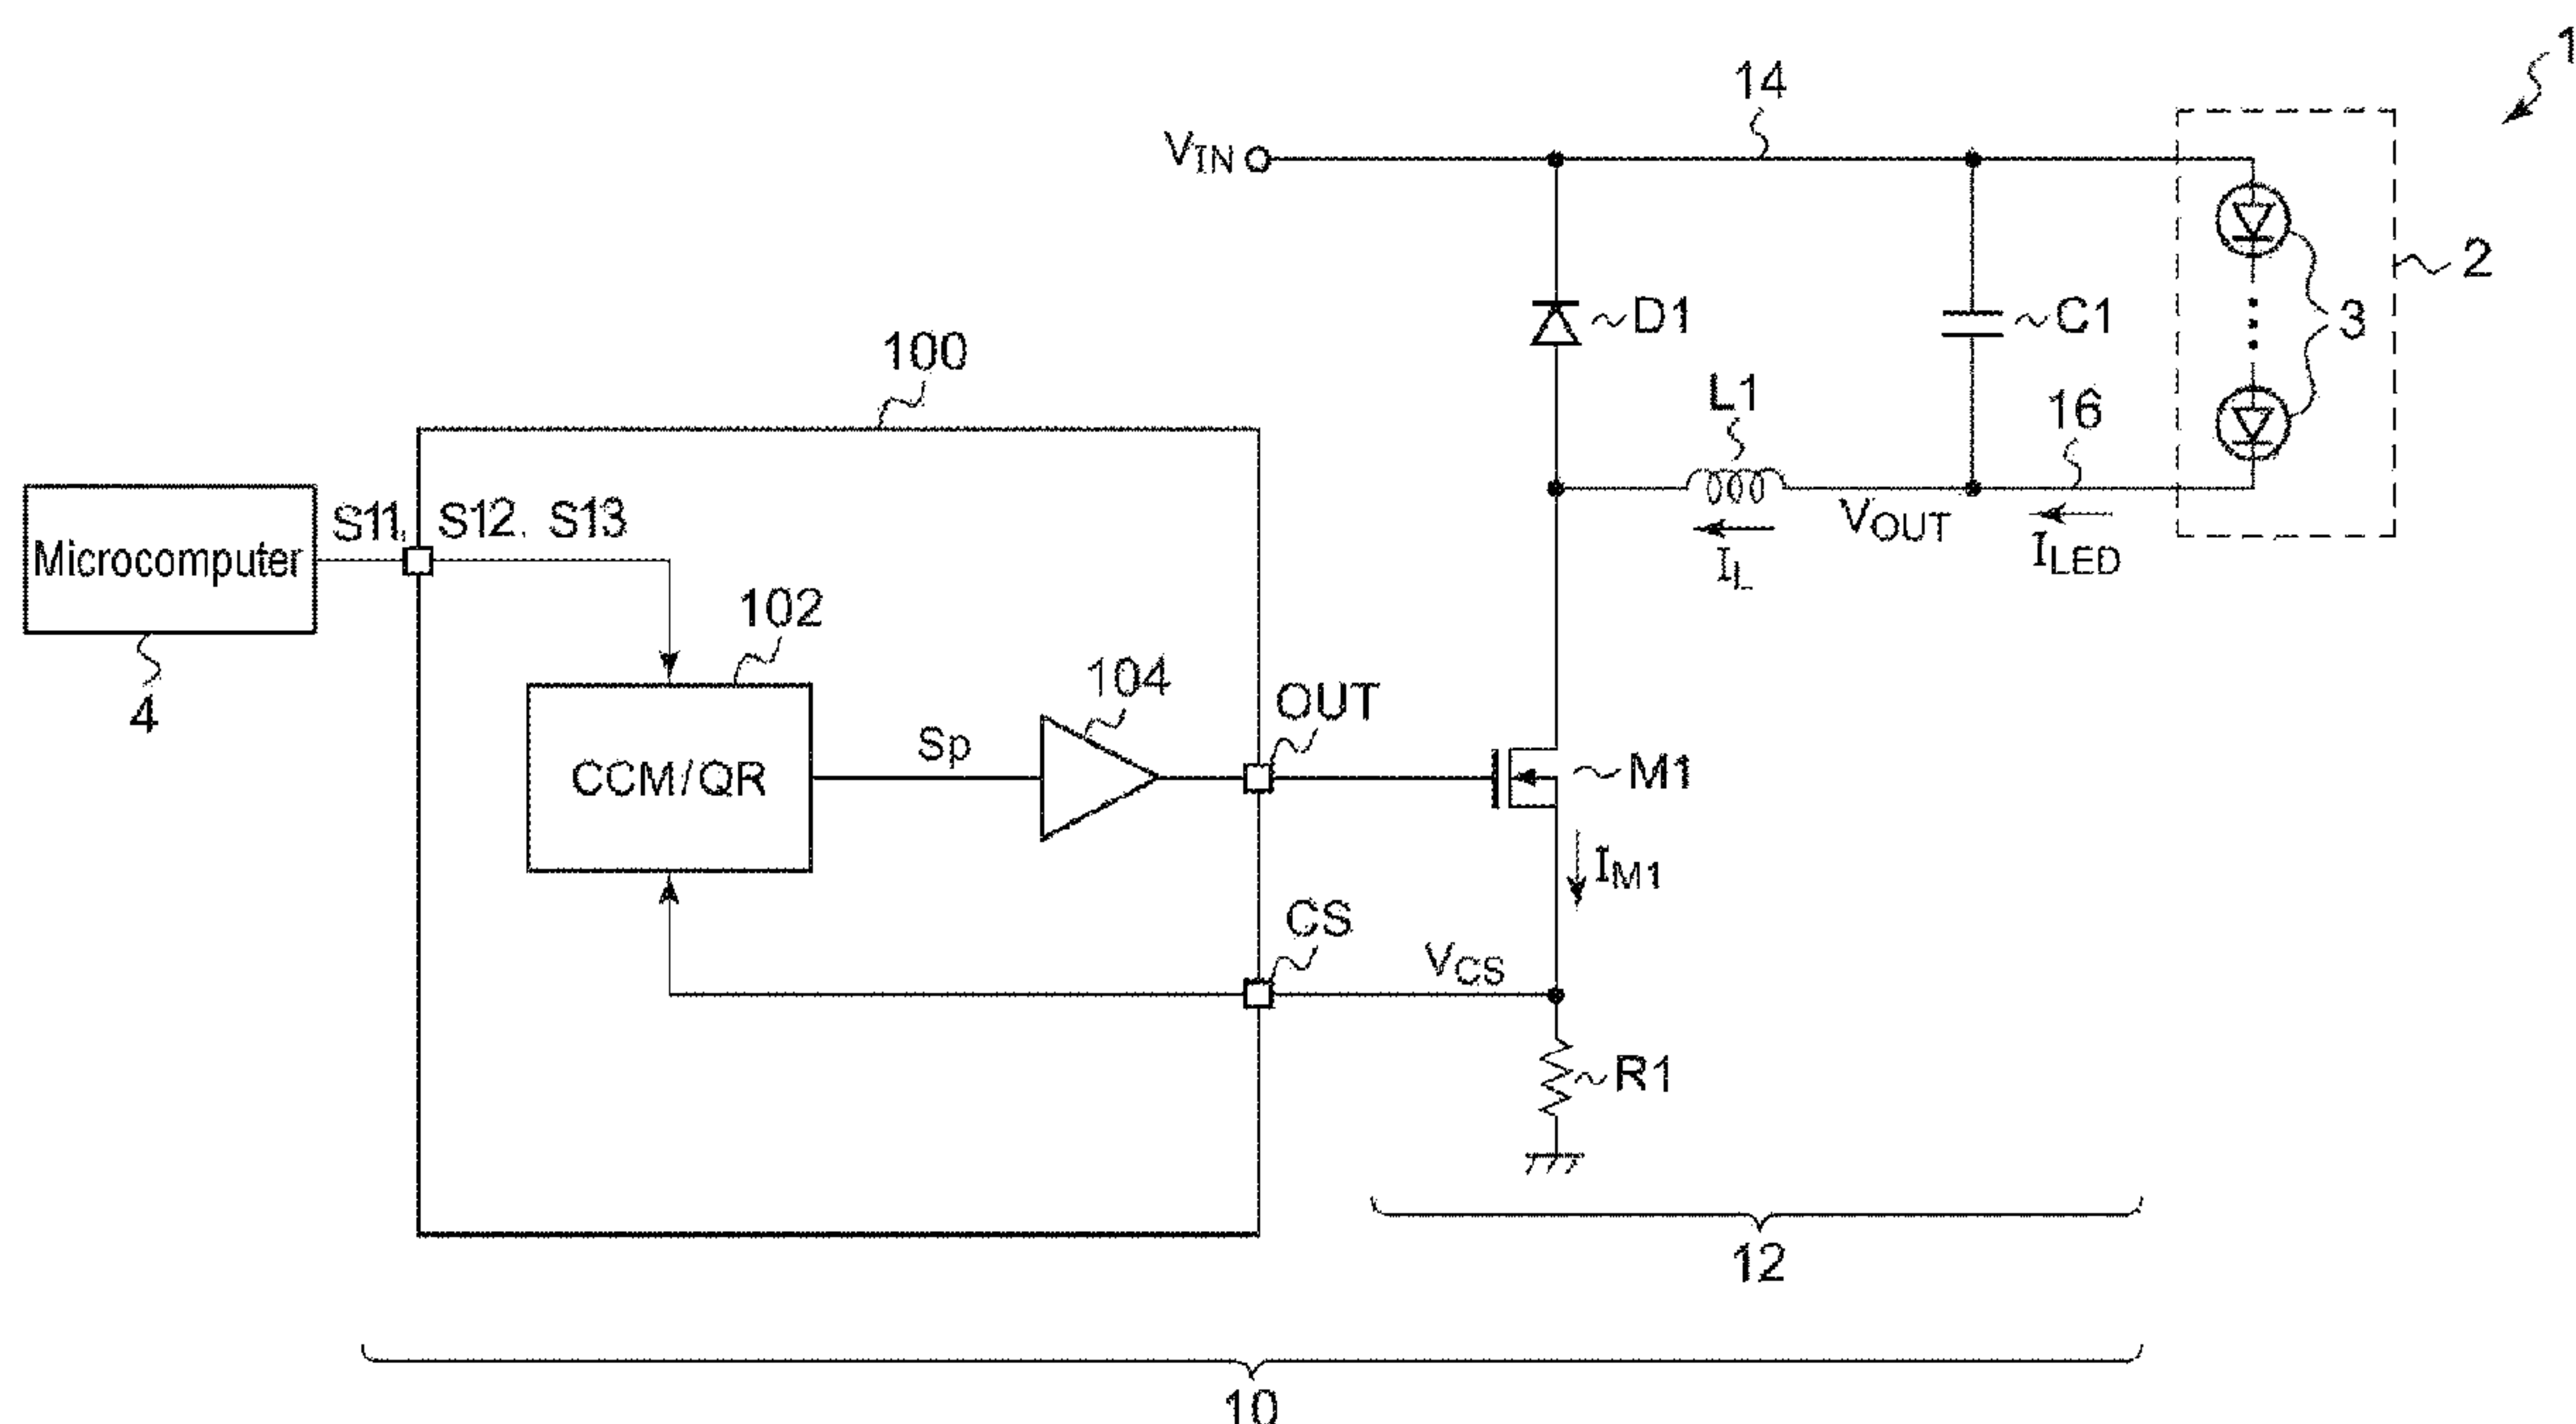 1
14
VIN
2
D1
C1
3
100
L1
16
S11, S12, S13
Microcomputer
VOUT
ILED
IL
102
4
104
OUT
Sp
CCM/QR
M1
IM1
CS
VCS
R1
12
10